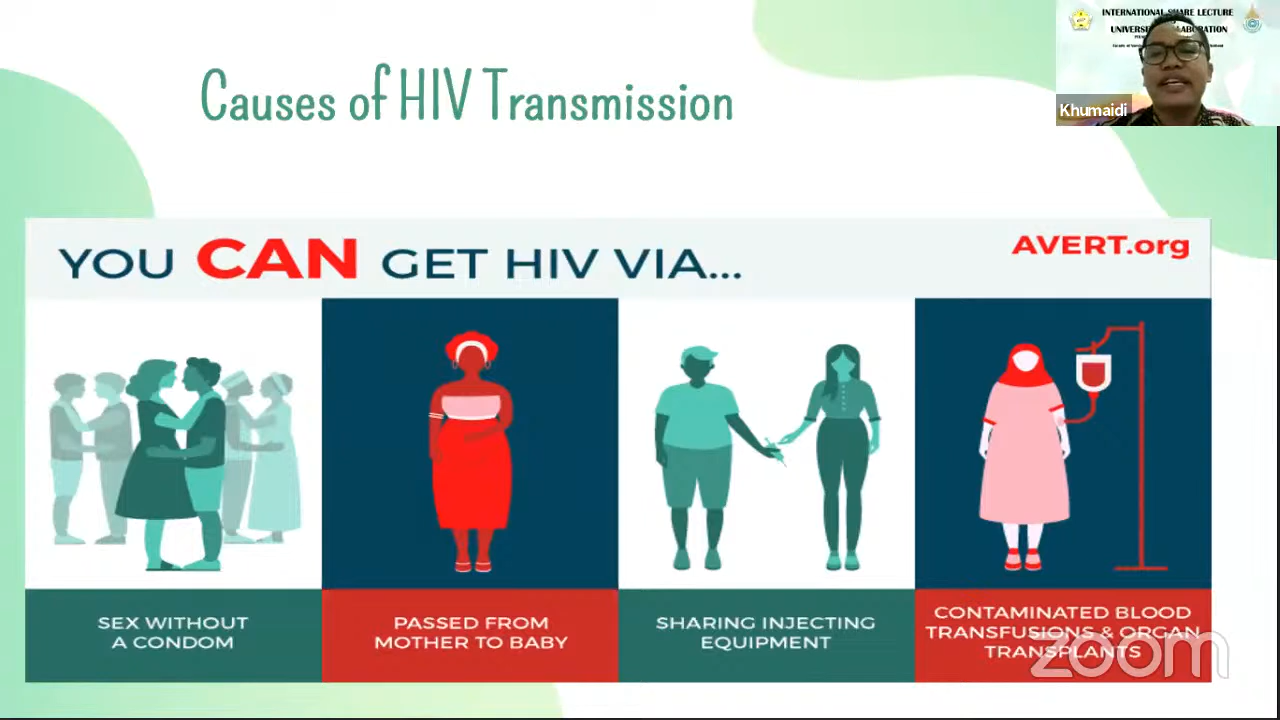 Causes of HIV Transmission
INTERNATIONAL SHARE LECTURE
Khumaidi
YOU CAN GET HIV VIA...
AVERT.org
SEX WITHOUT
A CONDOM
PASSED FROM
MOTHER TO BABY
SHARING INJECTING
EQUIPMENT
CONTAMINATED BLOOD
TRANSFUSIONS & ORGAN
TRANSPLANTS
zoom